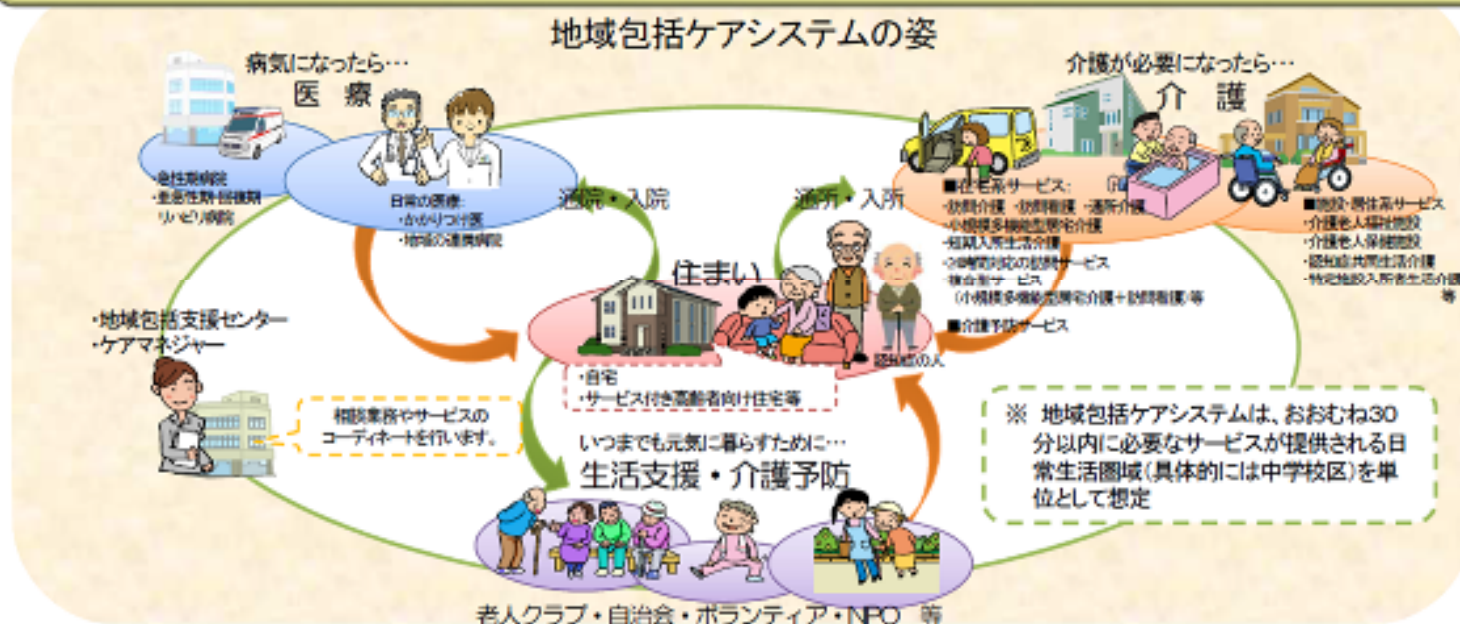 地域包括ケアシステムの姿
病気になったら…
医 療
・急性期病院
・亜急性期・回復期
リハビリ病院
日常の医療:
・かかりつけ医
・地域の連携病院
通院・入院
通所・入所
介護が必要になったら…
介 護
■在宅系サービス:
・訪問介護 ・訪問看護 ・通所介護
・小規模多機能型居宅介護
・短期入所生活介護
・24時間対応の訪問サービス
・複合型サービス
(小規模多機能型居宅介護+訪問看護)等
■介護予防サービス
■施設・居住系サービス
・介護老人福祉施設
・介護老人保健施設
・認知症共同生活介護
・特定施設入所者生活介護
等
住まい
認知症の人
・自宅
・サービス付き高齢者向け住宅等
・地域包括支援センター
・ケアマネジャー
相談業務やサービスの
コーディネートを行います。
いつまでも元気に暮らすために…
生活支援・介護予防
老人クラブ・自治会・ボランティア・NPO 等
※ 地域包括ケアシステムは、おおむね30
分以内に必要なサービスが提供される日
常生活圏域(具体的には中学校区)を単
位として想定